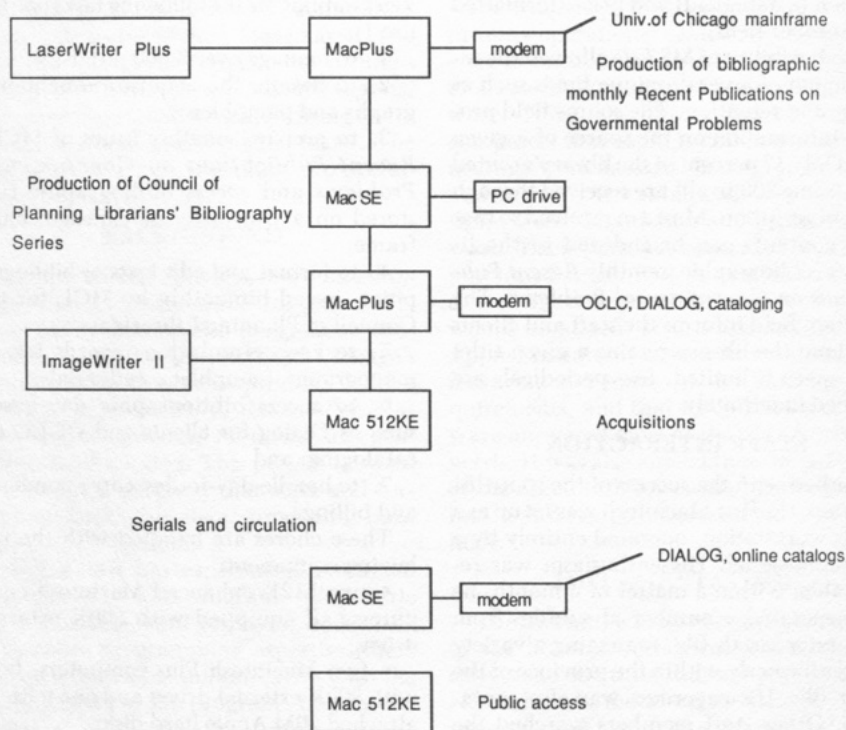 Univ.of Chicago mainframe
LaserWriter Plus
MacPlus
modem
Production of bibliographic
monthly Recent Publications on
Governmental Problems
Production of Council of
Planning Librarians' Bibliography
Series
Mac SE
PC drive
MacPlus
modem
OCLC, DIALOG, cataloging
ImageWriter II
Mac 512KE
Acquisitions
Serials and circulation
DIALOG, online catalogs
Mac SE
modem
Mac 512KE
Public access